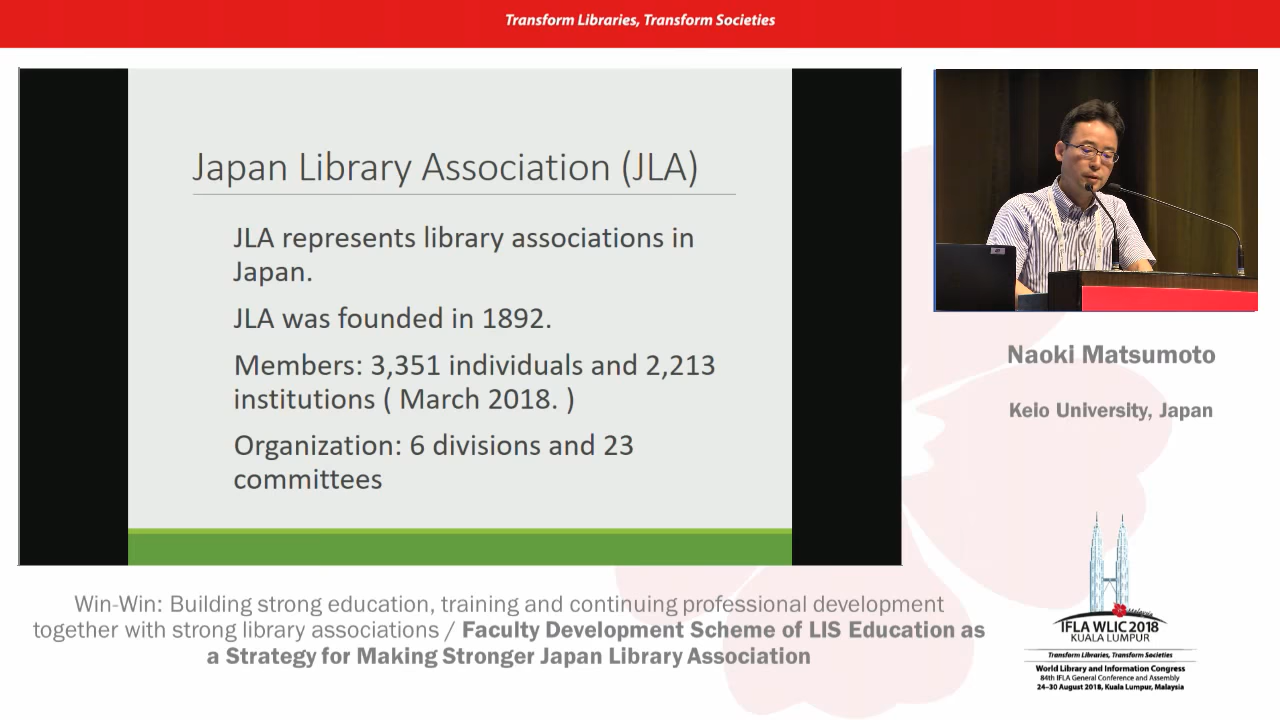 Transform Libraries, Transform Societies
Japan Library Association (JLA)
JLA represents library associations in
Japan.
JLA was founded in 1892.
Members: 3,351 individuals and 2,213
institutions ( March 2018. )
Organization: 6 divisions and 23
committees
Naoki Matsumoto
Keio University, Japan
Win-Win: Building strong education, training and continuing professional development
together with strong library associations / Faculty Development Scheme of LIS Education as
a Strategy for Making Stronger Japan Library Association
Malaysia
IFLA WLIC 2018
KUALA LUMPUR
Transform Libraries, Transform Societies
World Library and Information Congress
84th IFLA General Conference and Assembly
24–30 August 2018, Kuala Lumpur, Malaysia